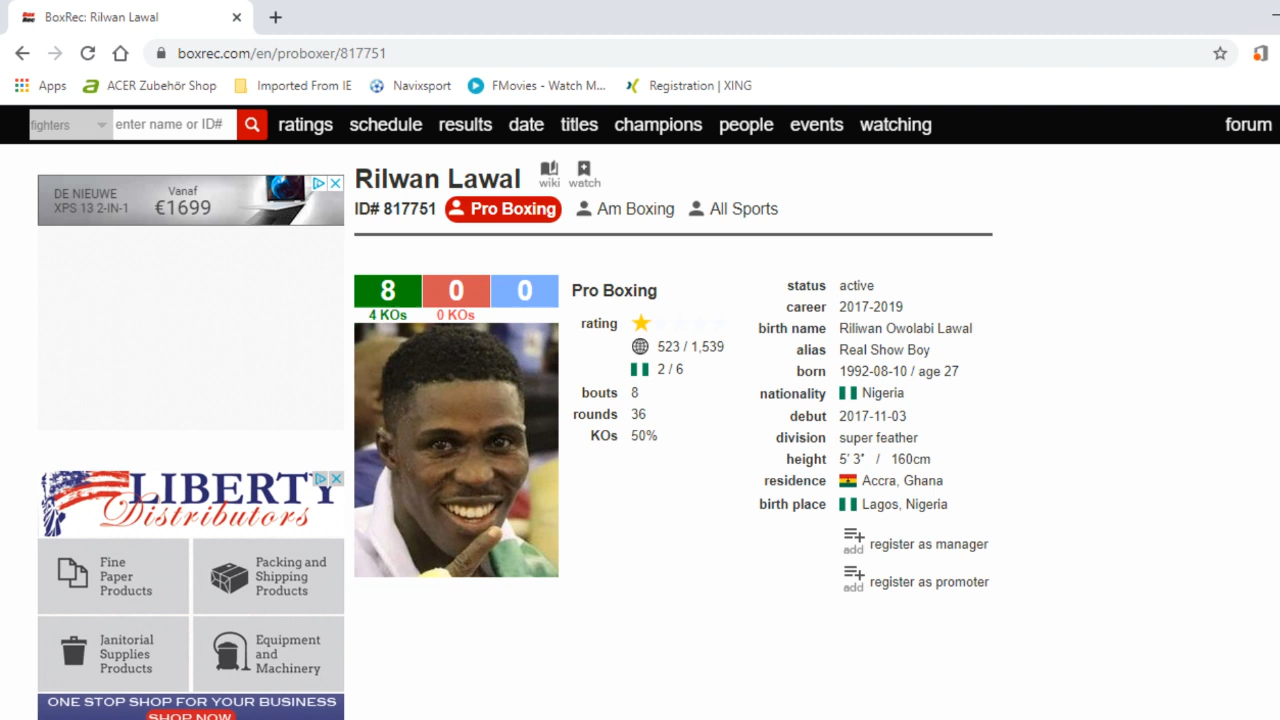 BoxRec: Rilwan Lawal
boxrec.com/en/proboxer/817751
Apps ACER Zubehör Shop Imported From IE Navixsport FMovies - Watch M... Registration | XING
fighters enter name or ID# ratings schedule results date titles champions people events watching forum
DE NIEUWE
XPS 13 2-IN-1
Vanaf
€1699
Rilwan Lawal wiki watch
ID# 817751 Pro Boxing Am Boxing All Sports
8 0 0
4 KOs 0 KOs
Pro Boxing
rating
523 / 1,539
2 / 6
bouts 8
rounds 36
KOs 50%
status active
career 2017-2019
birth name Riliwan Owolabi Lawal
alias Real Show Boy
born 1992-08-10 / age 27
nationality Nigeria
debut 2017-11-03
division super feather
height 5′ 3″ / 160cm
residence Accra, Ghana
birth place Lagos, Nigeria
add register as manager
add register as promoter
LIBERTY
Distributors
Fine
Paper
Products
Packing and
Shipping
Products
Janitorial
Supplies
Products
Equipment
and
Machinery
ONE STOP SHOP FOR YOUR BUSINESS
SHOP NOW